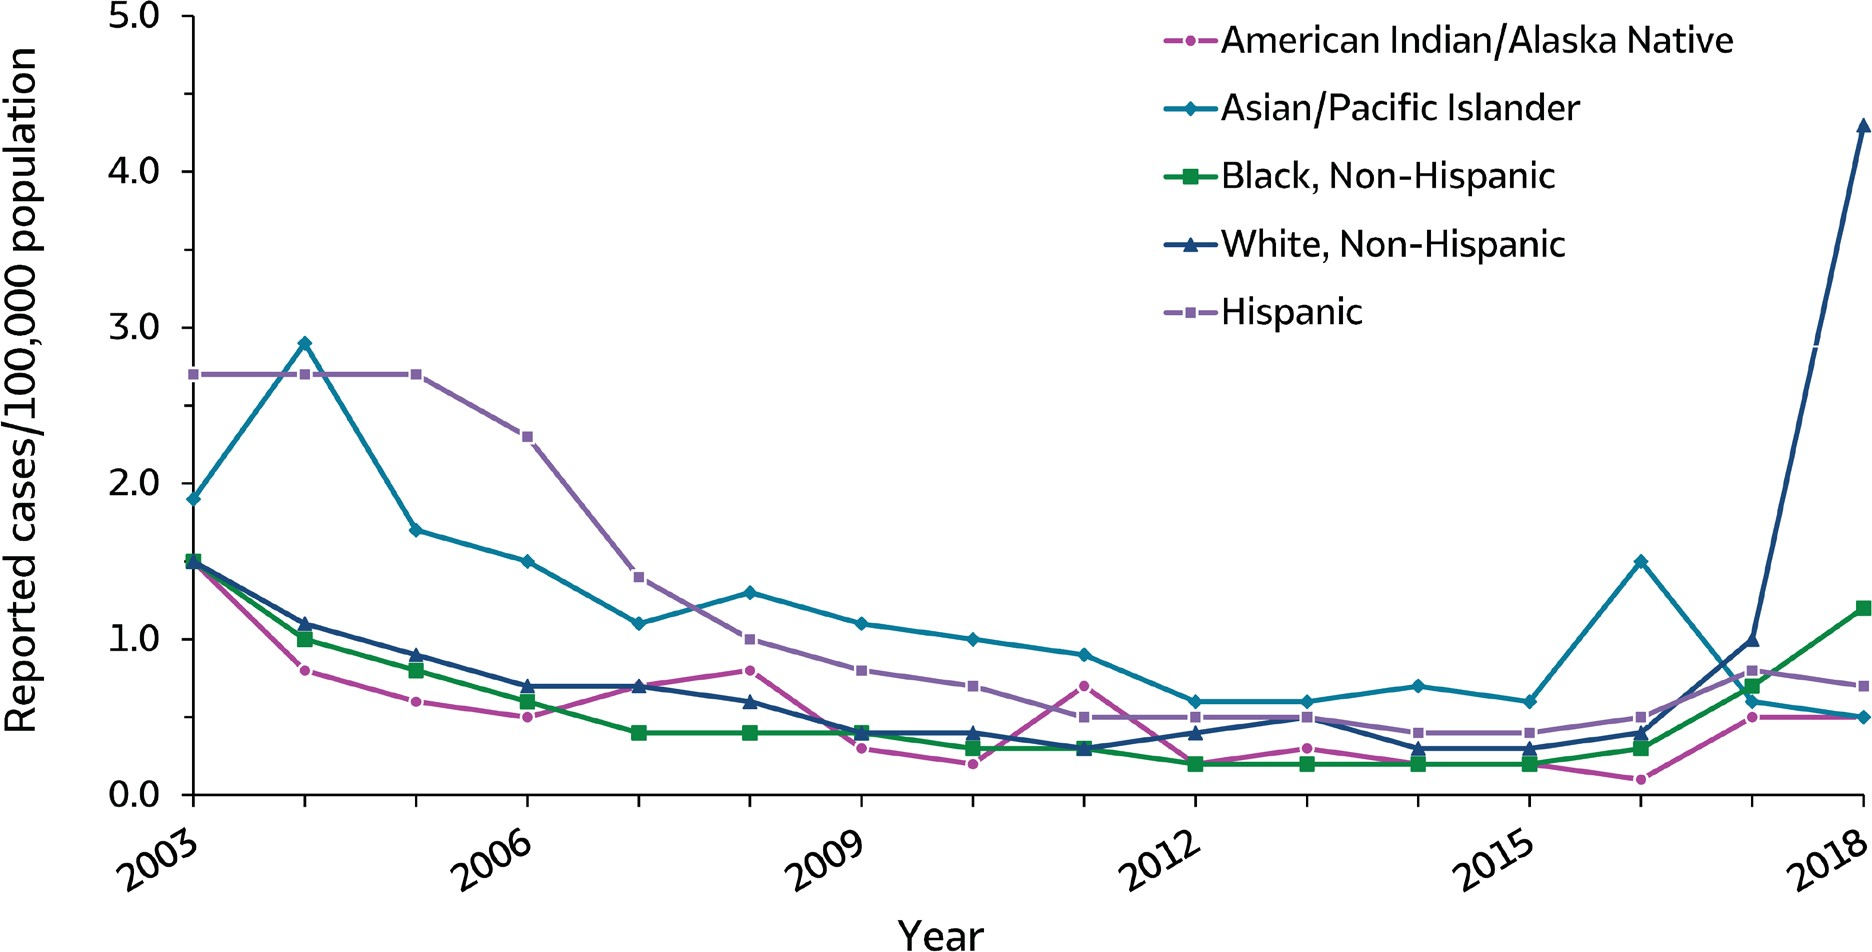 Reported cases/100,000 population
5.0
4.0
3.0
2.0
1.0
0.0
American Indian/Alaska Native
Asian/Pacific Islander
Black, Non-Hispanic
White, Non-Hispanic
Hispanic
2003 2006 2009 2012 2015 2018
Year